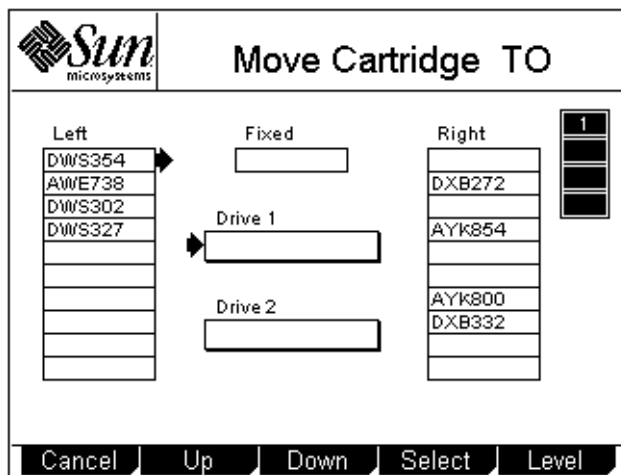 Sun
microsystems
Move Cartridge TO
1
Left
Fixed
Right
DWS354
AWE738
DXB272
DWS302
Drive 1
DWS327
AYK854
AYK800
Drive 2
DXB332
Cancel
Up
Down
Select
Level